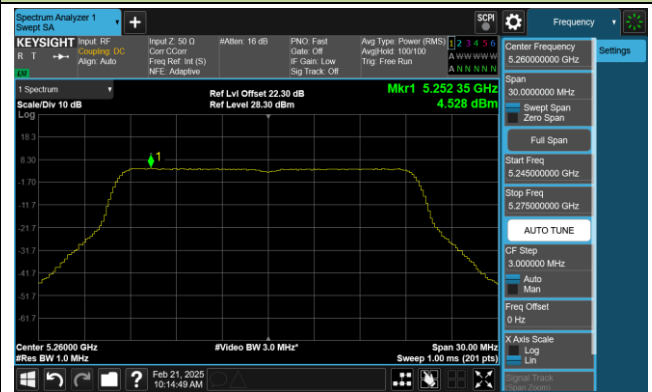 Spectrum Analyzer 1
Swept SA
SCPI
Frequency
KEYSIGHT
R T
LXI
Input: RF
Coupling: DC
Align: Auto
Input Z: 50 Ω
Corr CCorr
Freq Ref: Int (S)
NFE: Adaptive
#Atten: 16 dB
PNO: Fast
Gate: Off
IF Gain: Low
Sig Track: Off
Avg Type: Power (RMS)
Avg|Hold: 100/100
Trig: Free Run
1 2 3 4 5 6
A W W W W W
A N N N N N
1 Spectrum
Scale/Div 10 dB
Log
Ref Lvl Offset 22.30 dB
Ref Level 28.30 dBm
Mkr1 5.252 35 GHz
4.528 dBm
18.3
8.30
-1.70
-11.7
-21.7
-31.7
-41.7
-51.7
-61.7
1
Center 5.26000 GHz
#Res BW 1.0 MHz
#Video BW 3.0 MHz*
Span 30.00 MHz
Sweep 1.00 ms (201 pts)
Feb 21, 2025
10:14:49 AM
Center Frequency
5.260000000 GHz
Settings
Span
30.0000000 MHz
Swept Span
Zero Span
Full Span
Start Freq
5.245000000 GHz
Stop Freq
5.275000000 GHz
AUTO TUNE
CF Step
3.000000 MHz
Auto
Man
Freq Offset
0 Hz
X Axis Scale
Log
Lin
Signal Track
(Span Zoom)